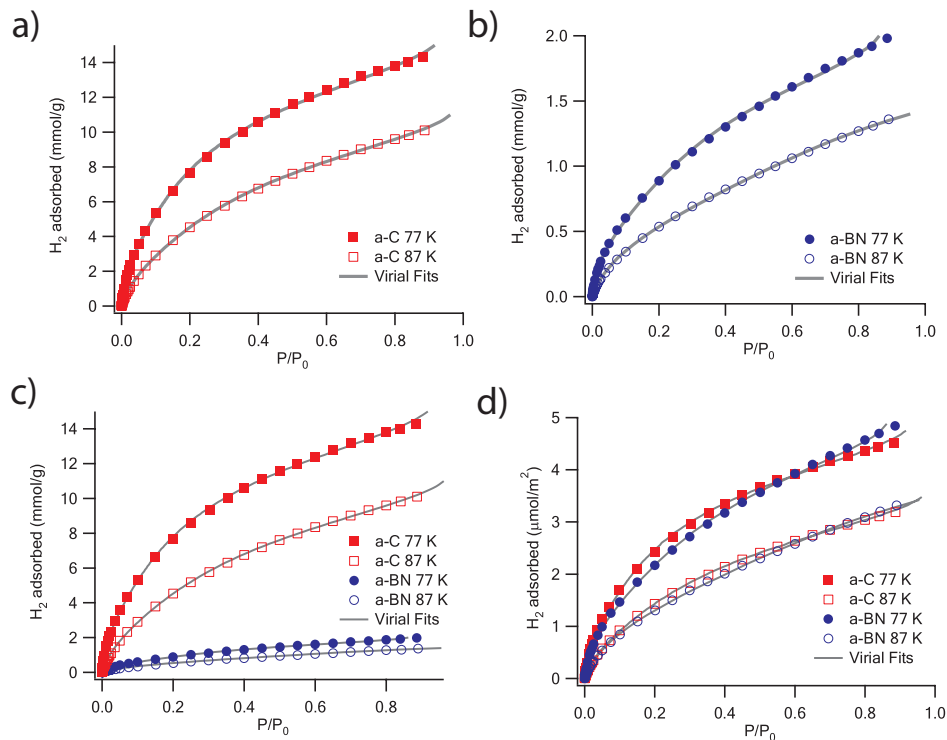 a)
H₂ adsorbed (mmol/g)
14
12
10
8
6
4
2
0
a-C 77 K
a-C 87 K
Virial Fits
0.0 0.2 0.4 0.6 0.8 1.0
P/P₀
b)
H₂ adsorbed (mmol/g)
2.0
1.5
1.0
0.5
0.0
a-BN 77 K
a-BN 87 K
Virial Fits
0.0 0.2 0.4 0.6 0.8 1.0
P/P₀
c)
H₂ adsorbed (mmol/g)
14
12
10
8
6
4
2
0
a-C 77 K
a-C 87 K
a-BN 77 K
a-BN 87 K
Virial Fits
0.0 0.2 0.4 0.6 0.8
P/P₀
d)
H₂ adsorbed (μmol/m²)
5
4
3
2
1
0
a-C 77 K
a-C 87 K
a-BN 77 K
a-BN 87 K
Virial Fits
0.0 0.2 0.4 0.6 0.8 1.0
P/P₀